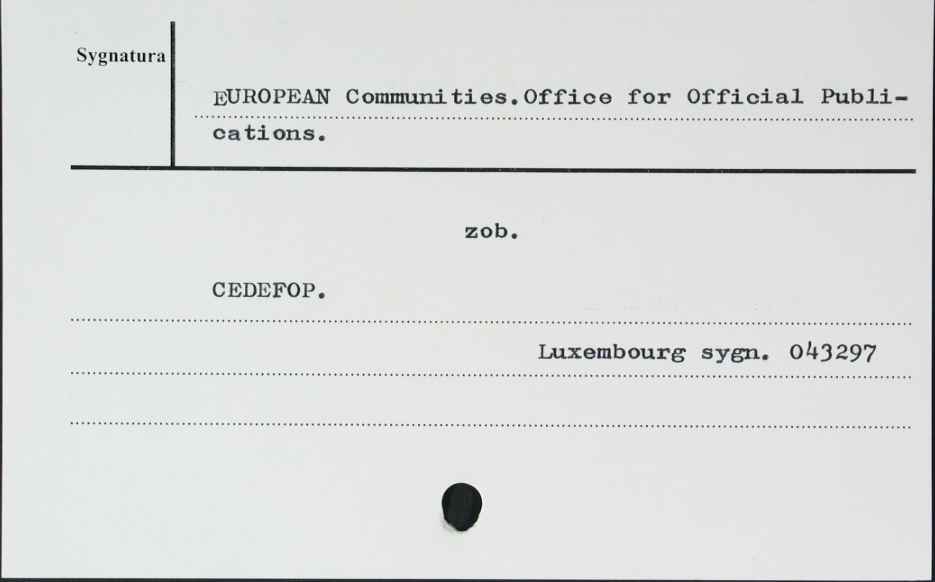 Sygnatura
EUROPEAN Communities.Office for Official Publi-
cations.
zob.
CEDEFOP.
Luxembourg sygn. 043297